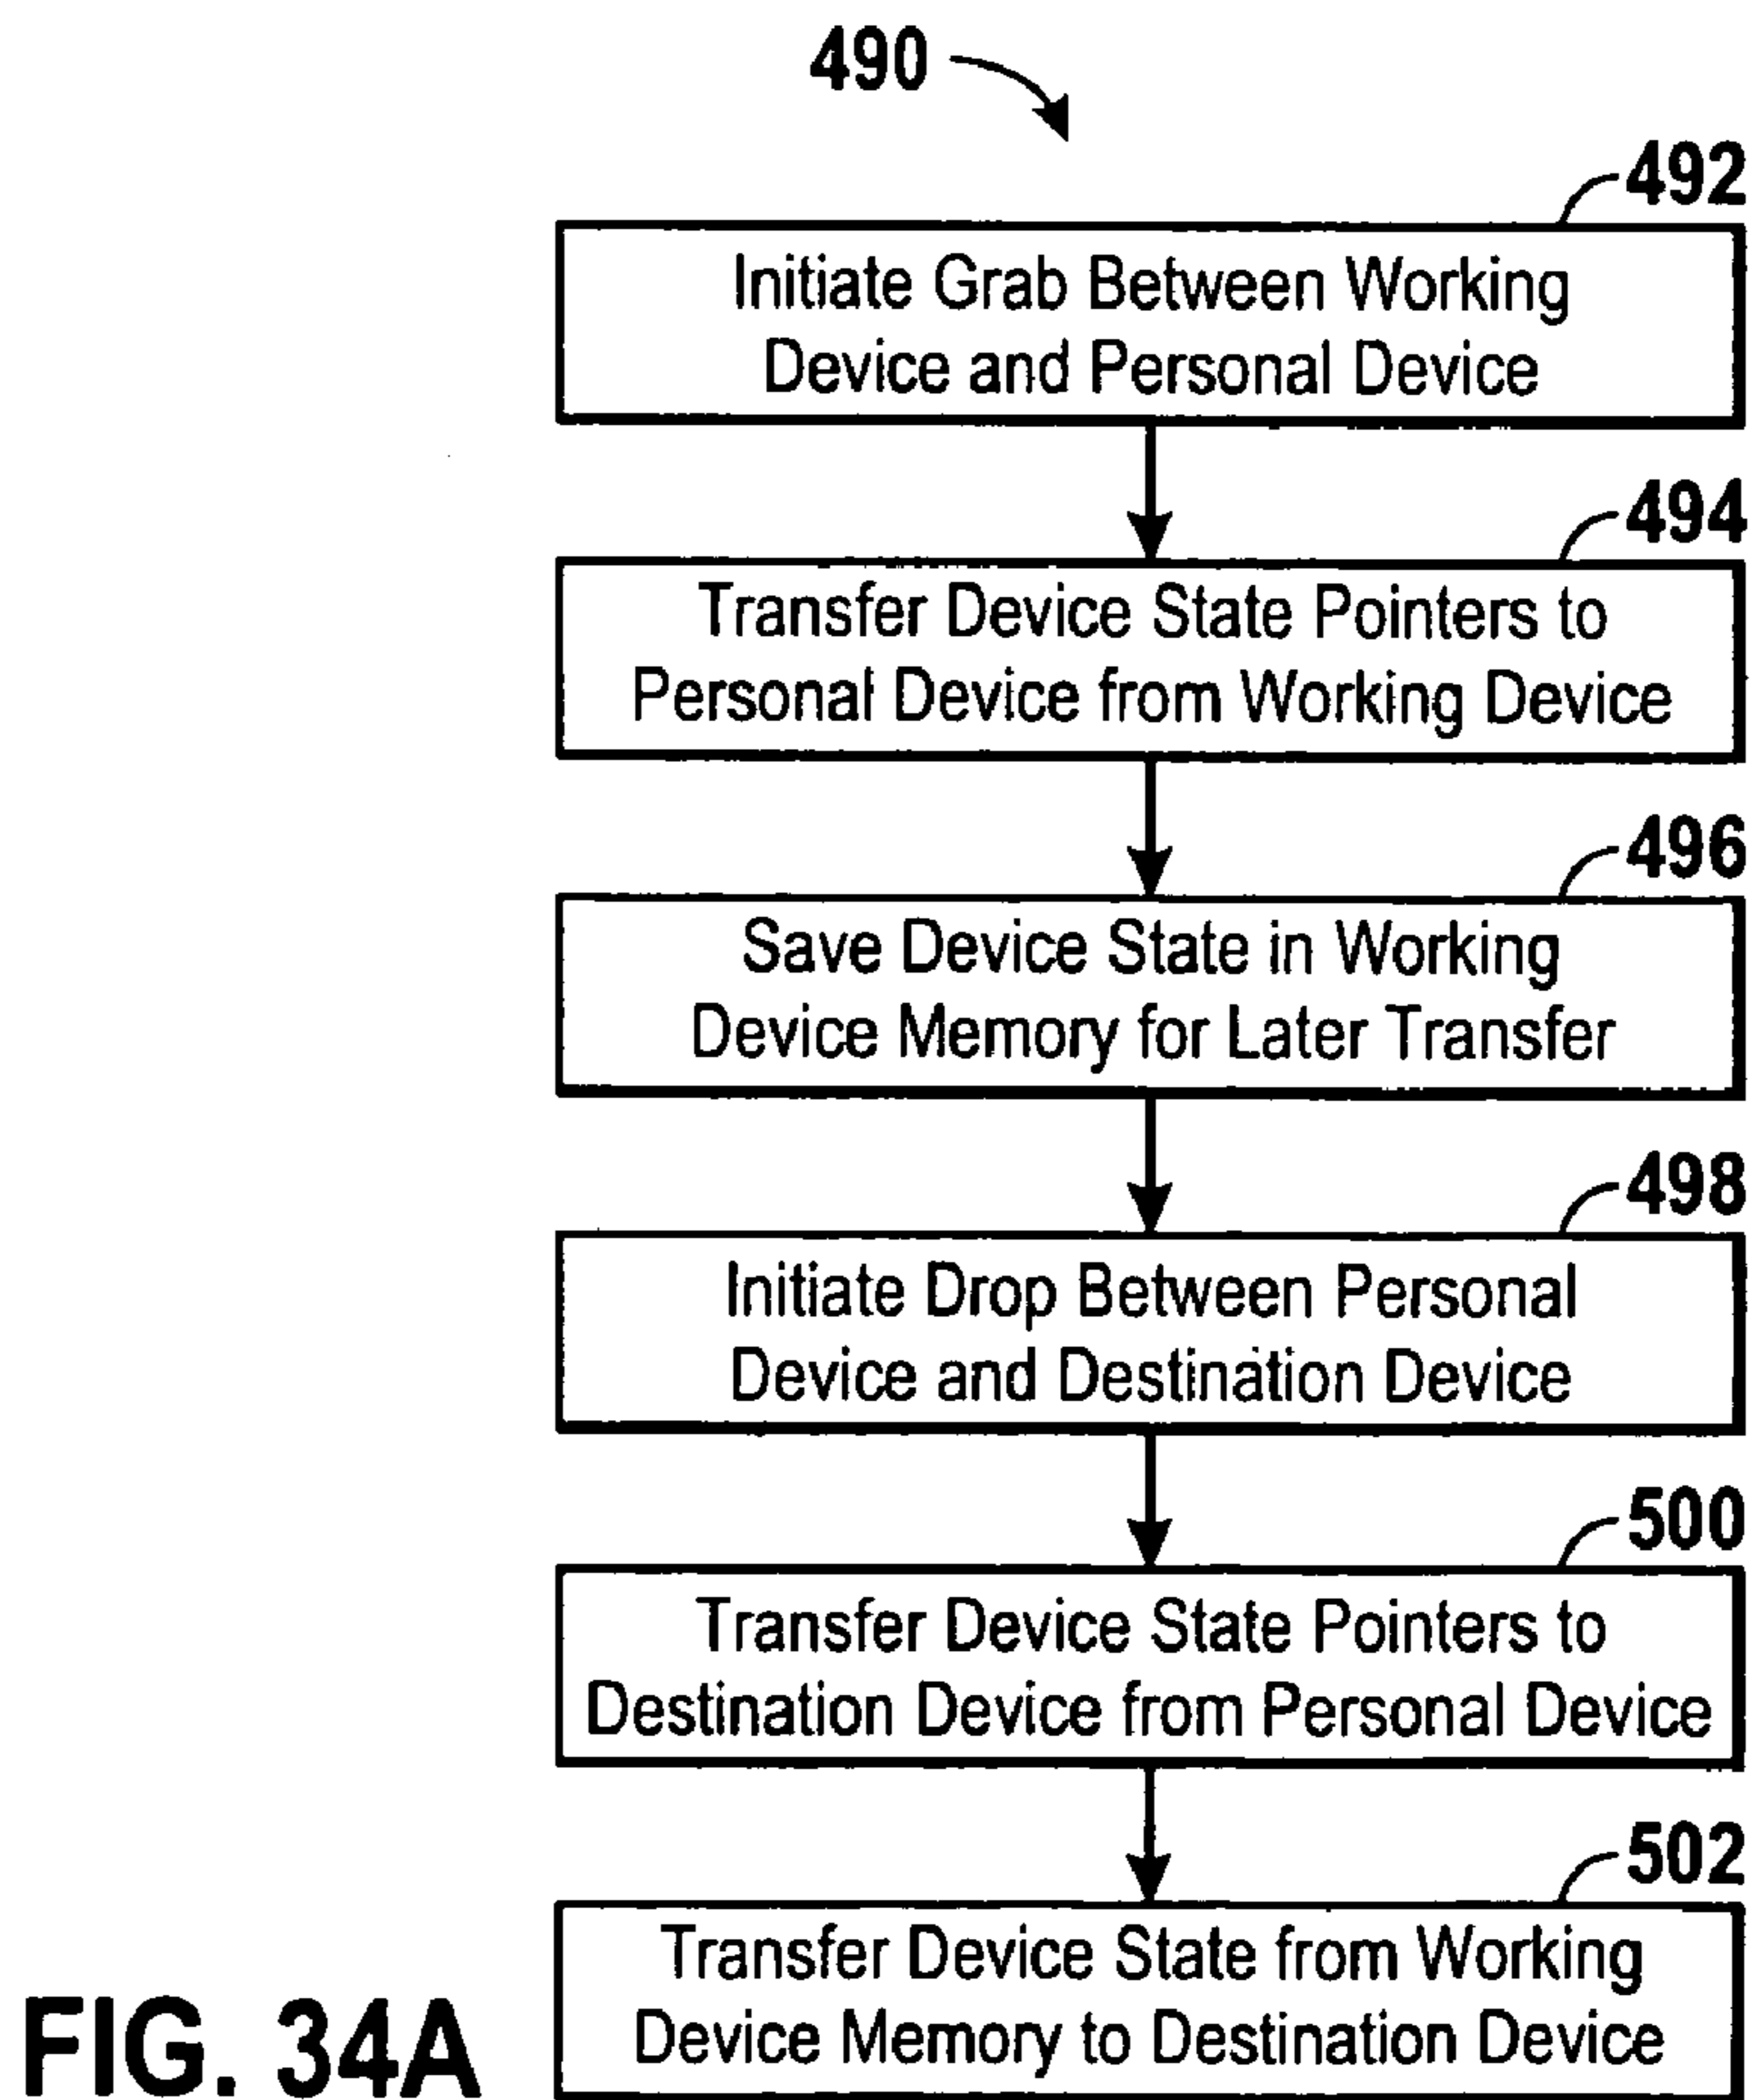 490
492
Initiate Grab Between Working
Device and Personal Device
494
Transfer Device State Pointers to
Personal Device from Working Device
496
Save Device State in Working
Device Memory for Later Transfer
498
Initiate Drop Between Personal
Device and Destination Device
500
Transfer Device State Pointers to
Destination Device from Personal Device
502
Transfer Device State from Working
Device Memory to Destination Device
FIG. 34A